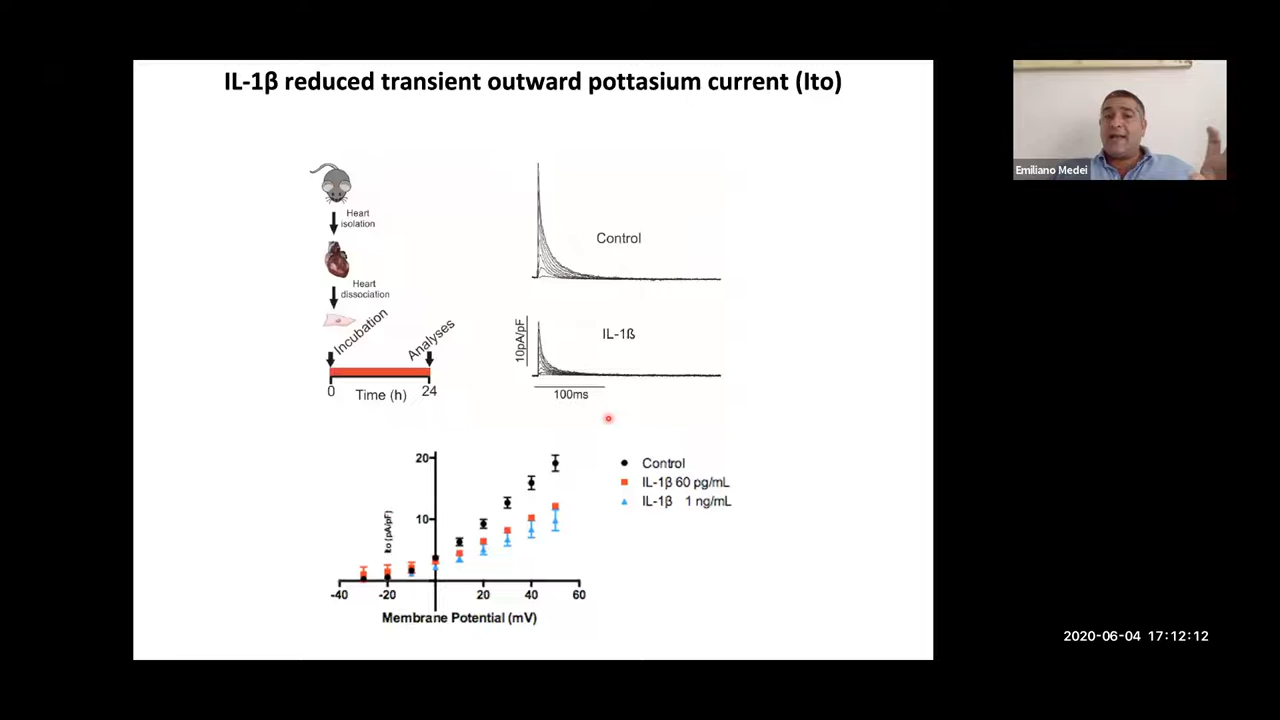 IL-1β reduced transient outward pottasium current (Ito)
Emiliano Medei
Heart
isolation
Heart
dissociation
Incubation
Analyses
0
24
Time (h)
Control
IL-1ß
10pA/pF
100ms
20
10
Ito (pA/pF)
-40
-20
20
40
60
Membrane Potential (mV)
Control
IL-1β 60 pg/mL
IL-1β 1 ng/mL
2020-06-04 17:12:12